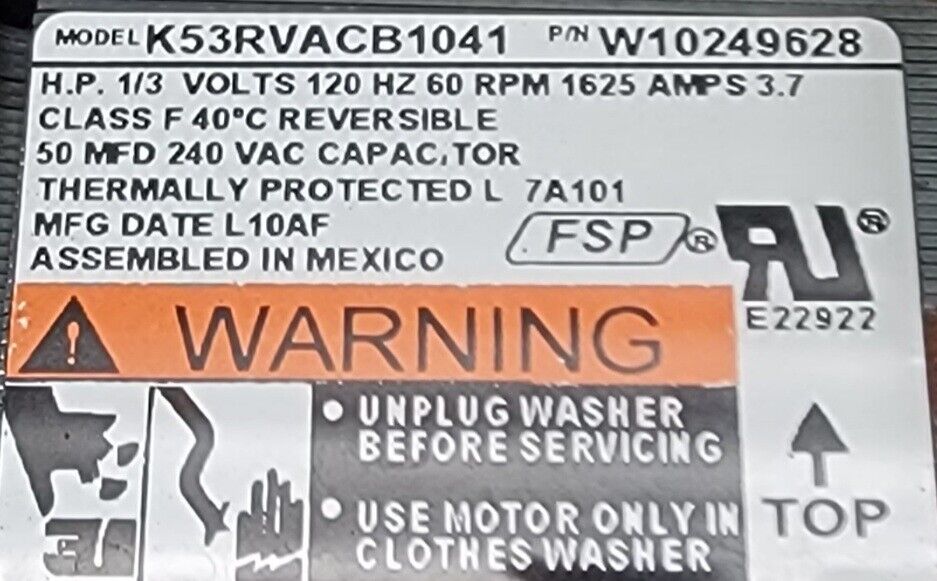 MODEL K53RVACB1041 P/N W10249628
H.P. 1/3 VOLTS 120 HZ 60 RPM 1625 AMPS 3.7
CLASS F 40°C REVERSIBLE
50 MFD 240 VAC CAPACITOR
THERMALLY PROTECTED L 7A101
MFG DATE L10AF
ASSEMBLED IN MEXICO
FSP®
RU®
E22922
WARNING
• UNPLUG WASHER
BEFORE SERVICING
• USE MOTOR ONLY IN
CLOTHES WASHER
TOP